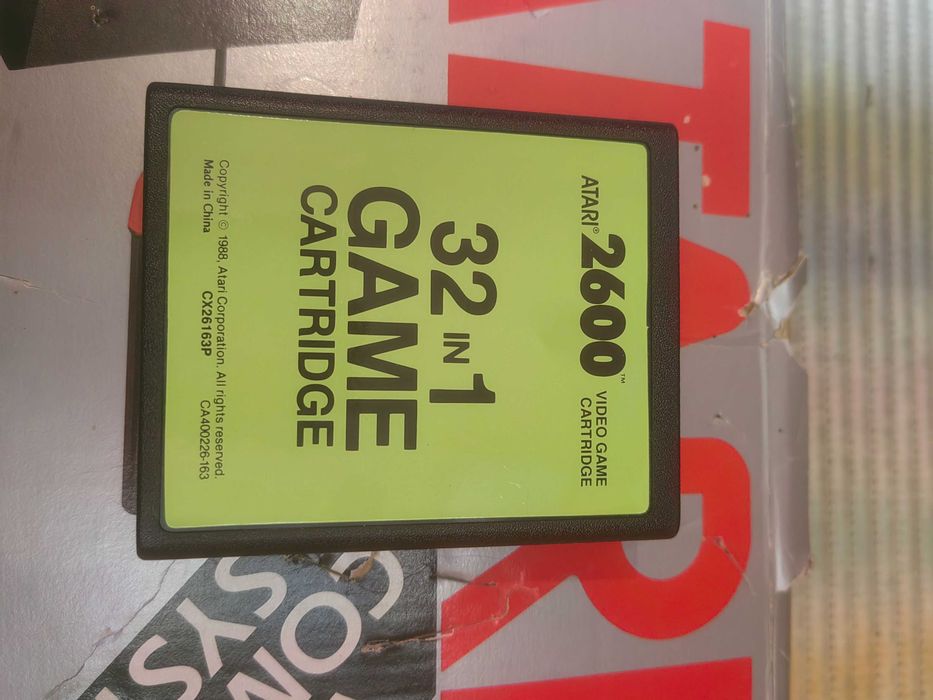 ATARI® 2600™ VIDEO GAME
CARTRIDGE
32 IN 1
GAME
CARTRIDGE
Copyright © 1988, Atari Corporation. All rights reserved.
Made in China CX26163P CA400226-163